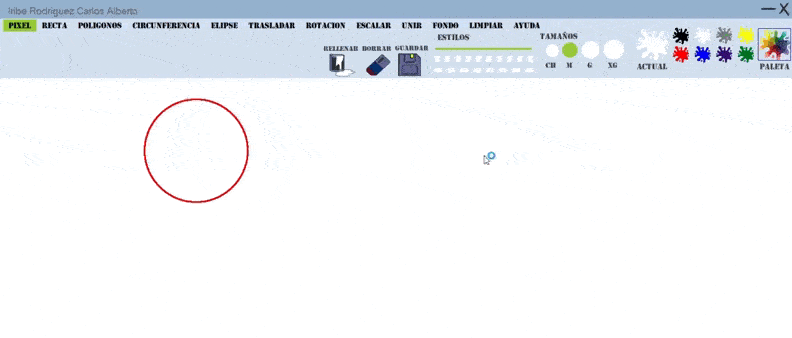 Iribe Rodriguez Carlos Alberto
PIXEL RECTA POLIGONOS CIRCUNFERENCIA ELIPSE TRASLADAR ROTACION ESCALAR UNIR FONDO LIMPIAR AYUDA
ESTILOS TAMAÑOS
RELLENAR BORRAR GUARDAR
CH M G XG ACTUAL PALETA